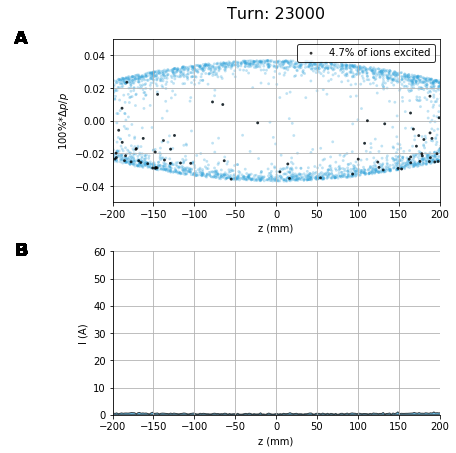 Turn: 23000
A
0.04
0.02
0.00
−0.02
−0.04
100%*Δp/p
4.7% of ions excited
−200 −150 −100 −50 0 50 100 150 200
z (mm)
B
60
50
40
30
20
10
0
I (A)
−200 −150 −100 −50 0 50 100 150 200
z (mm)